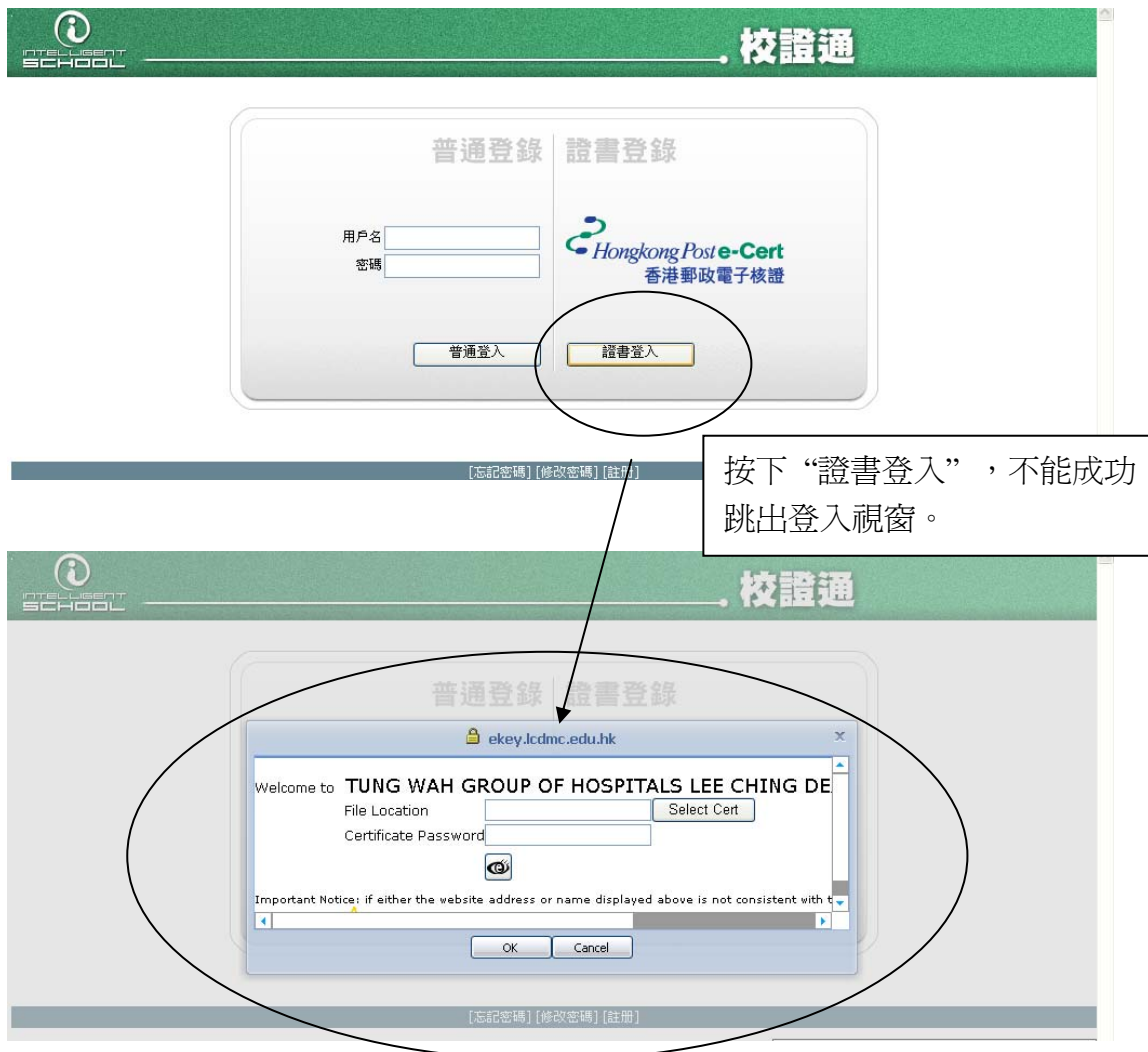 INTELLIGENT
SCHOOL
校證通
普通登錄
證書登錄
用戶名
密碼
Hongkong Post e-Cert
香港郵政電子核證
普通登入
證書登入
[忘記密碼] [修改密碼] [註册]
按下“證書登入”，不能成功
跳出登入視窗。
INTELLIGENT
SCHOOL
校證通
普通登錄
證書登錄
ekey.lcdmc.edu.hk
Welcome to TUNG WAH GROUP OF HOSPITALS LEE CHING DE
File Location
Select Cert
Certificate Password
Important Notice: if either the website address or name displayed above is not consistent with t
OK
Cancel
[忘記密碼] [修改密碼] [註册]